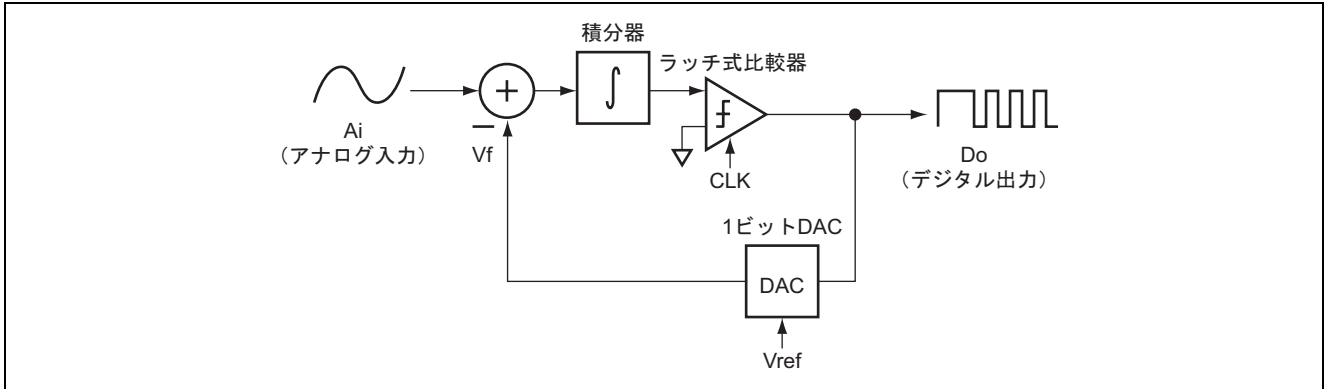 積分器
ラッチ式比較器
Ai
(アナログ入力)
+
−
Vf
∫
CLK
Do
(デジタル出力)
1ビットDAC
DAC
Vref